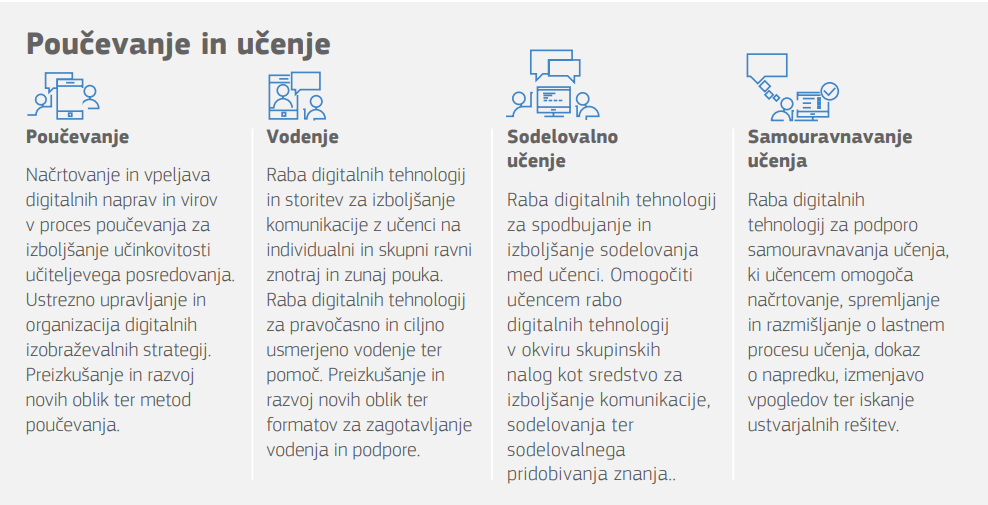 Poučevanje in učenje
Poučevanje
Načrtovanje in vpeljava
digitalnih naprav in virov
v proces poučevanja za
izboljšanje učinkovitosti
učiteljevega posredovanja.
Ustrezno upravljanje in
organizacija digitalnih
izobraževalnih strategij.
Preizkušanje in razvoj
novih oblik ter metod
poučevanja.
Vodenje
Raba digitalnih tehnologij
in storitev za izboljšanje
komunikacije z učenci na
individualni in skupni ravni
znotraj in zunaj pouka.
Raba digitalnih tehnologij
za pravočasno in ciljno
usmerjeno vodenje ter
pomoč. Preizkušanje in
razvoj novih oblik ter
formatov za zagotavljanje
vodenja in podpore.
Sodelovalno
učenje
Raba digitalnih tehnologij
za spodbujanje in
izboljšanje sodelovanja
med učenci. Omogočiti
učencem rabo
digitalnih tehnologij
v okviru skupinskih
nalog kot sredstvo za
izboljšanje komunikacije,
sodelovanja ter
sodelovalnega
pridobivanja znanja..
Samouravnavanje
učenja
Raba digitalnih
tehnologij za podporo
samouravnavanja učenja,
ki učencem omogoča
načrtovanje, spremljanje
in razmišljanje o lastnem
procesu učenja, dokaz
o napredku, izmenjavo
vpogledov ter iskanje
ustvarjalnih rešitev.